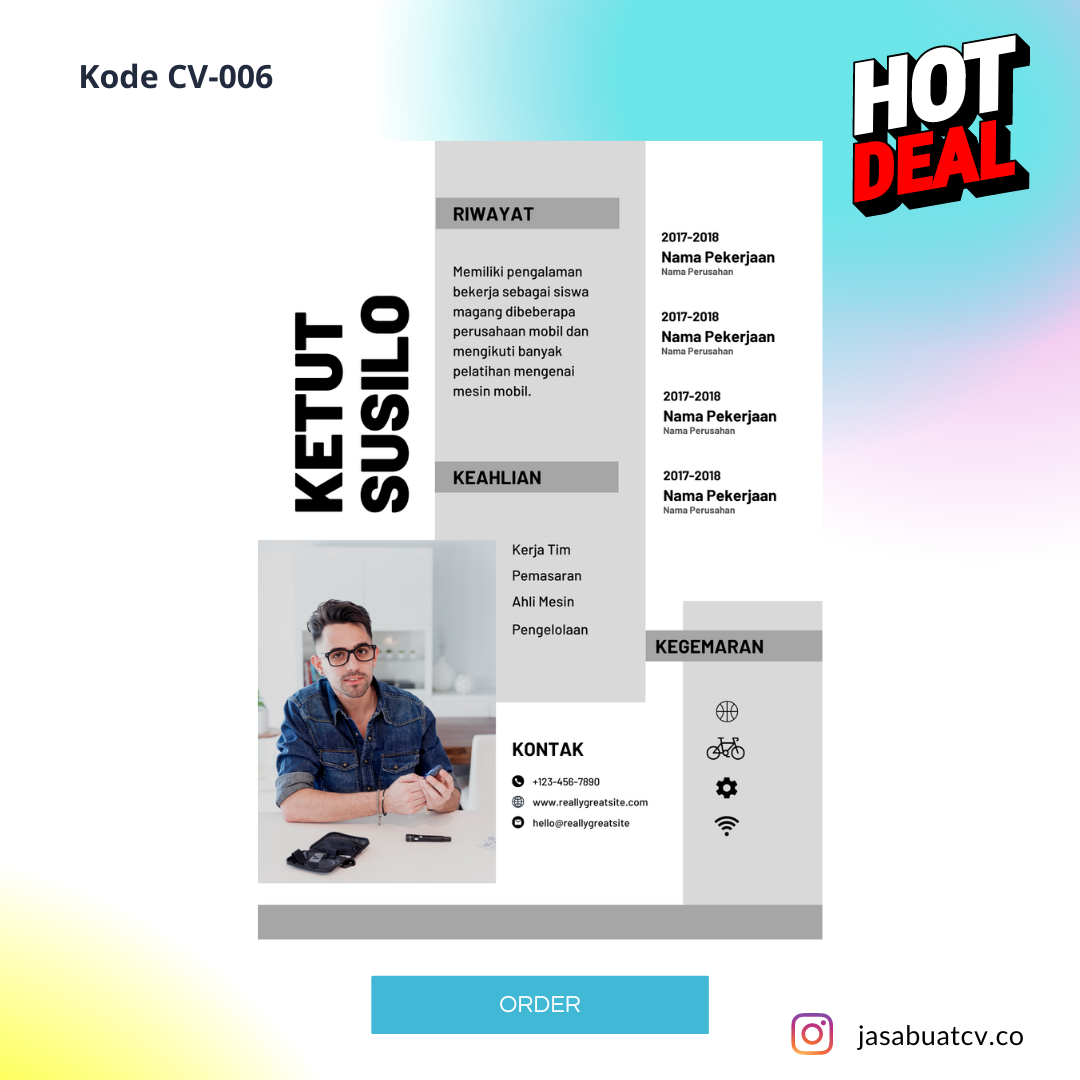 Kode CV-006
HOT
DEAL
KETUT
SUSILO
RIWAYAT
Memiliki pengalaman
bekerja sebagai siswa
magang dibeberapa
perusahaan mobil dan
mengikuti banyak
pelatihan mengenai
mesin mobil.
KEAHLIAN
Kerja Tim
Pemasaran
Ahli Mesin
Pengelolaan
2017-2018
Nama Pekerjaan
Nama Perusahan
2017-2018
Nama Pekerjaan
Nama Perusahan
2017-2018
Nama Pekerjaan
Nama Perusahan
2017-2018
Nama Pekerjaan
Nama Perusahan
KEGEMARAN
KONTAK
+123-456-7890
www.reallygreatsite.com
hello@reallygreatsite
ORDER
jasabuatcv.co